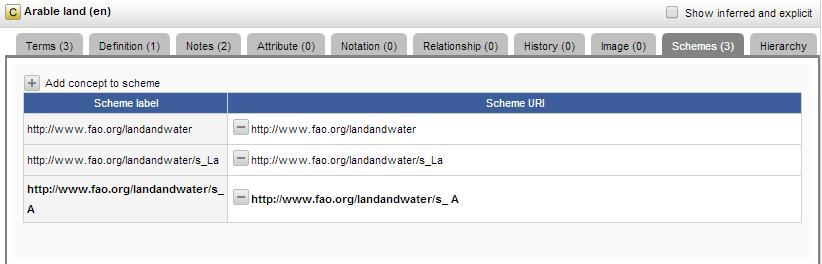 C Arable land (en)
Show inferred and explicit
Terms (3) Definition (1) Notes (2) Attribute (0) Notation (0) Relationship (0) History (0) Image (0) Schemes (3) Hierarchy
Add concept to scheme
Scheme label Scheme URI
http://www.fao.org/landandwater http://www.fao.org/landandwater
http://www.fao.org/landandwater/s_La http://www.fao.org/landandwater/s_La
http://www.fao.org/landandwater/s_
A
http://www.fao.org/landandwater/s_ A